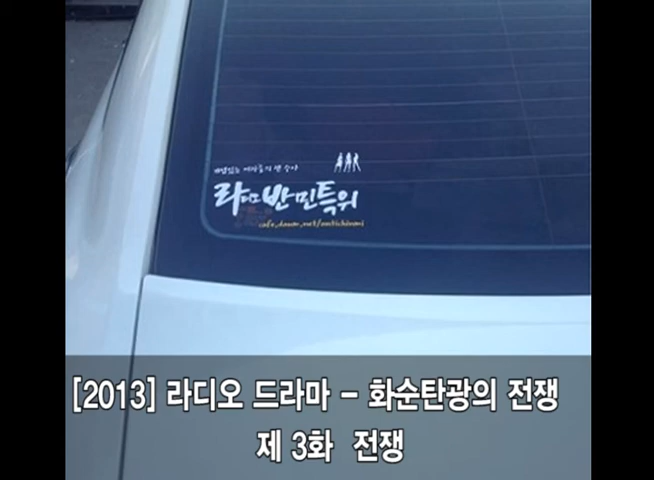 라디오 반민특위
[2013] 라디오 드라마 - 화순탄광의 전쟁
제 3화 전쟁